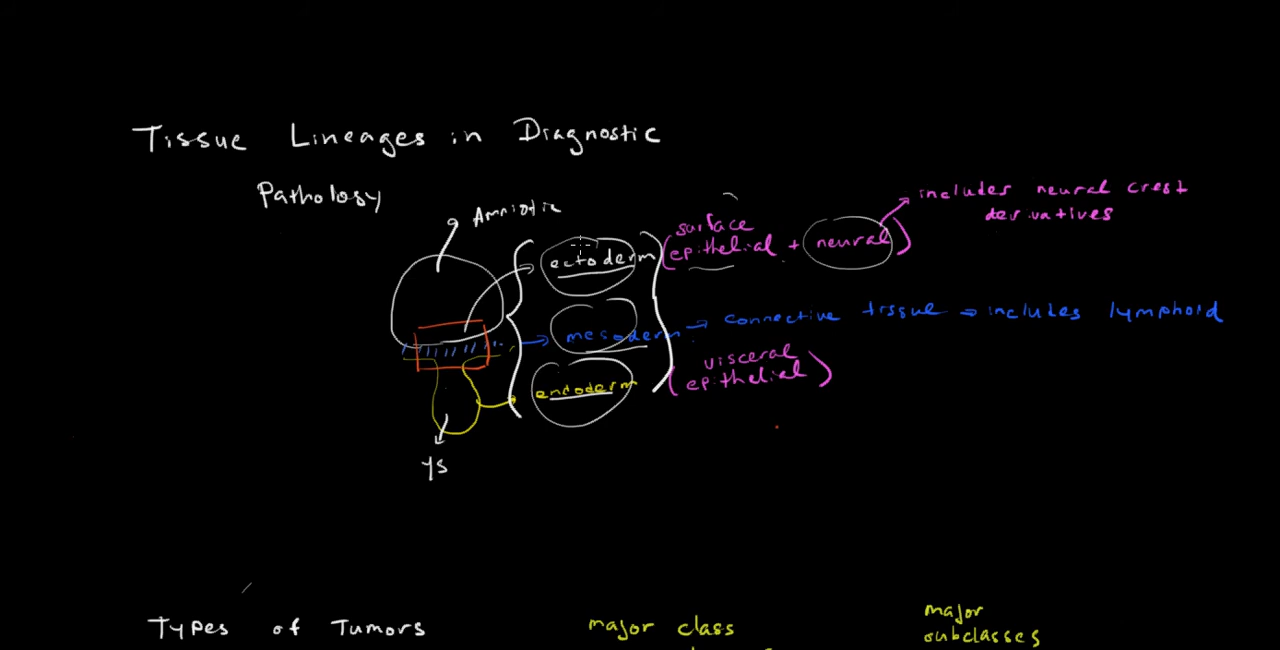 Tissue Lineages in Diagnostic
Pathology
Amniotic
includes neural crest
derivatives
surface
epithelial + neural
ectoderm
mesoderm → connective tissue → includes lymphoid
visceral
epithelial
endoderm
YS
Types of Tumors
major class
major
subclasses